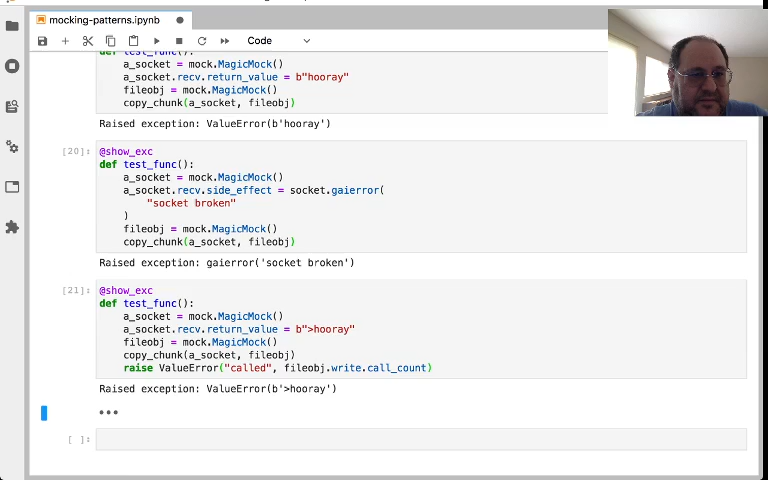 mocking-patterns.ipynb
Code
def test_func():
a_socket = mock.MagicMock()
a_socket.recv.return_value = b"hooray"
fileobj = mock.MagicMock()
copy_chunk(a_socket, fileobj)
Raised exception: ValueError(b'hooray')
[20]: @show_exc
def test_func():
a_socket = mock.MagicMock()
a_socket.recv.side_effect = socket.gaierror(
"socket broken"
)
fileobj = mock.MagicMock()
copy_chunk(a_socket, fileobj)
Raised exception: gaierror('socket broken')
[21]: @show_exc
def test_func():
a_socket = mock.MagicMock()
a_socket.recv.return_value = b">hooray"
fileobj = mock.MagicMock()
copy_chunk(a_socket, fileobj)
raise ValueError("called", fileobj.write.call_count)
Raised exception: ValueError(b'>hooray')
•••
[ ]: